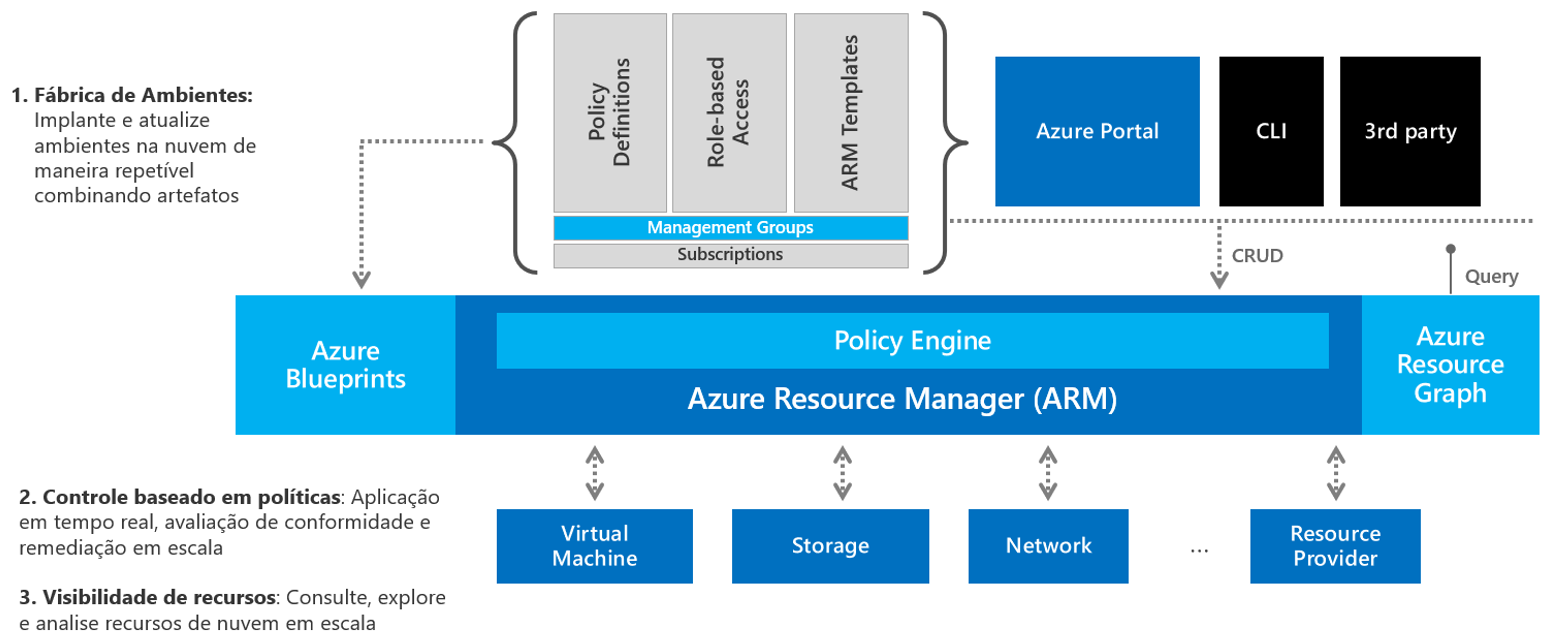 1. Fábrica de Ambientes:
Implante e atualize
ambientes na nuvem de
maneira repetível
combinando artefatos
Policy
Definitions
Role-based
Access
ARM Templates
Management Groups
Subscriptions
Azure Portal
CLI
3rd party
CRUD
Query
Azure
Blueprints
Policy Engine
Azure Resource Manager (ARM)
Azure
Resource
Graph
2. Controle baseado em políticas: Aplicação
em tempo real, avaliação de conformidade e
remediação em escala
3. Visibilidade de recursos: Consulte, explore
e analise recursos de nuvem em escala
Virtual
Machine
Storage
Network
...
Resource
Provider